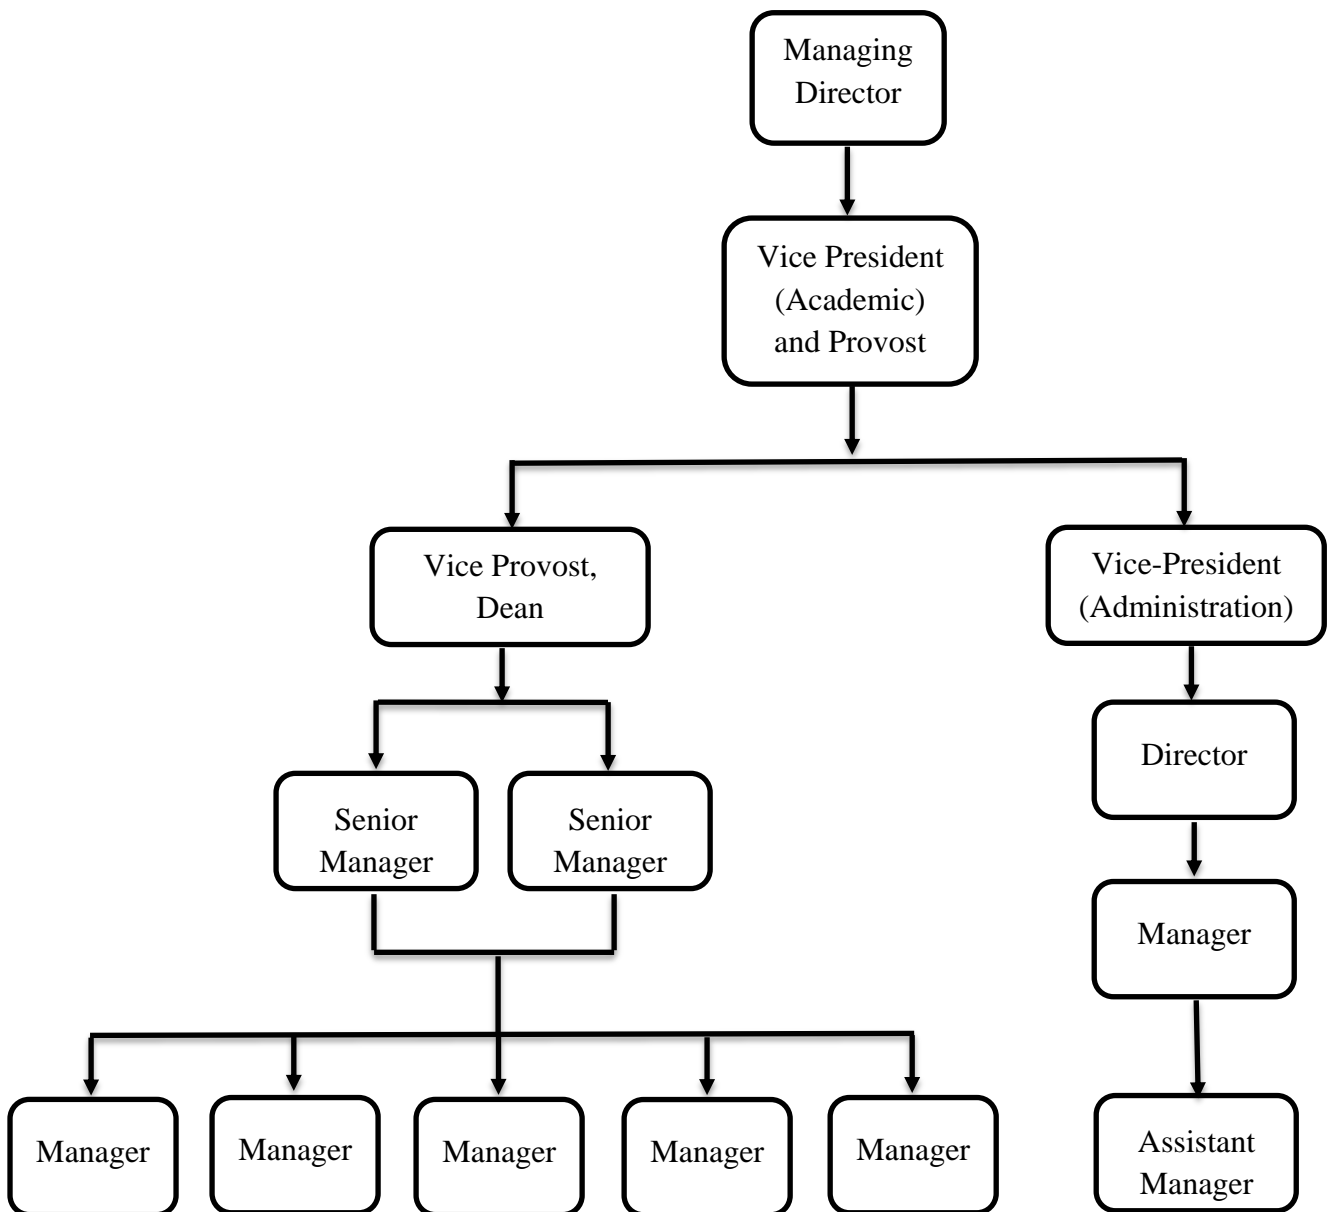 Managing
Director
Vice President
(Academic)
and Provost
Vice Provost,
Dean
Vice-President
(Administration)
Senior
Manager
Senior
Manager
Director
Manager
Manager
Manager
Manager
Manager
Manager
Assistant
Manager